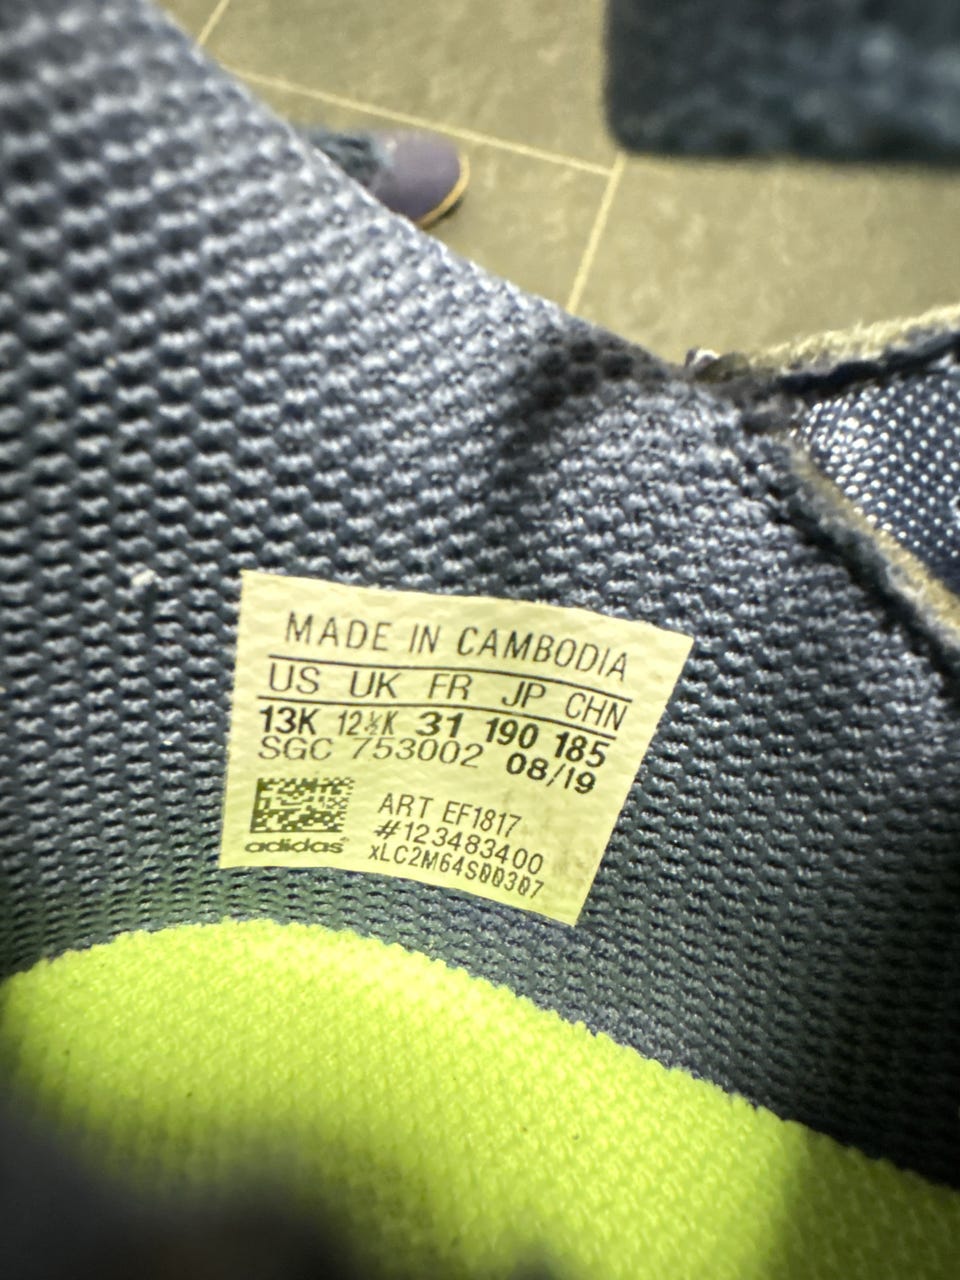 MADE IN CAMBODIA
US UK FR JP CHN
13K 12½K 31 190 185
SGC 753002 08/19
ART EF1817
#123483400
xLC2M64S00307
adidas